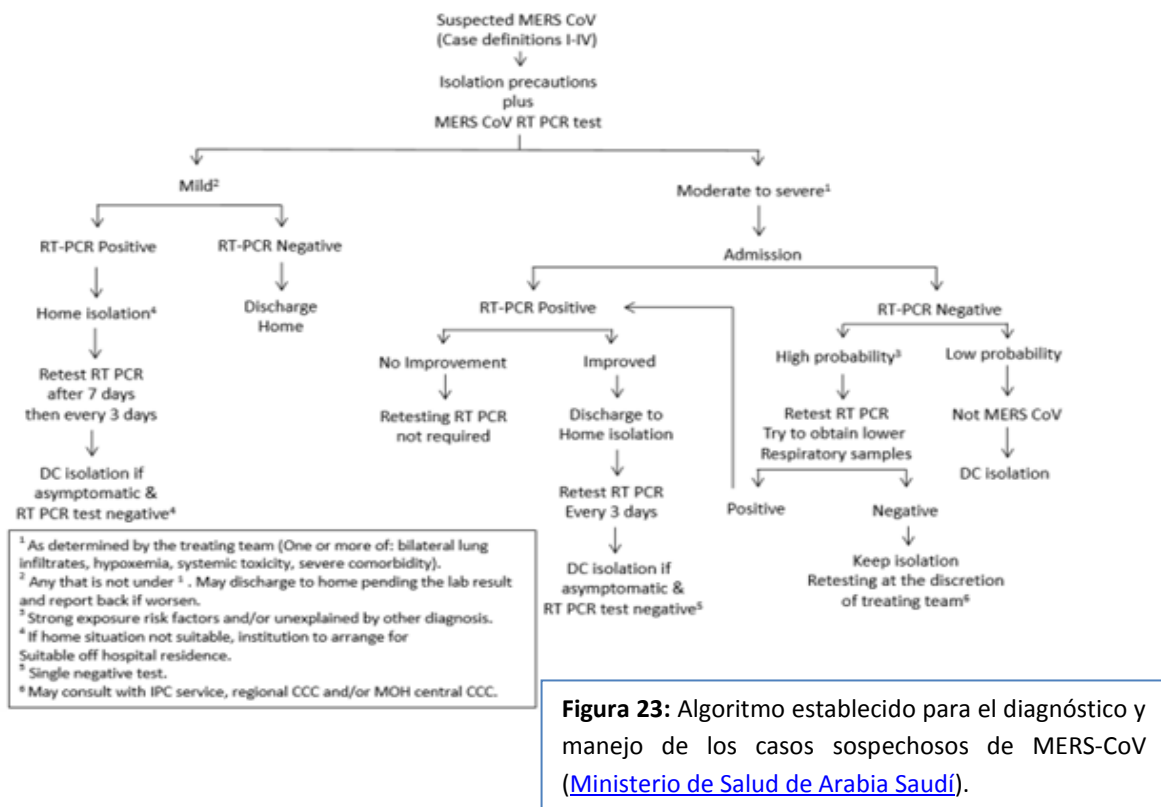 Suspected MERS CoV
(Case definitions I-IV)
Isolation precautions
plus
MERS CoV RT PCR test
Mild²
Moderate to severe¹
RT-PCR Positive
RT-PCR Negative
Admission
Home isolation⁴
Discharge
Home
RT-PCR Positive
RT-PCR Negative
Retest RT PCR
after 7 days
then every 3 days
No Improvement
Improved
High probability³
Low probability
Retesting RT PCR
not required
Discharge to
Home isolation
Retest RT PCR
Try to obtain lower
Respiratory samples
Not MERS CoV
DC isolation
DC isolation if
asymptomatic &
RT PCR test negative⁴
Retest RT PCR
Every 3 days
Positive
Negative
DC isolation if
asymptomatic &
RT PCR test negative⁵
Keep isolation
Retesting at the discretion
of treating team⁶
¹ As determined by the treating team (One or more of: bilateral lung
infiltrates, hypoxemia, systemic toxicity, severe comorbidity).
² Any that is not under ¹ . May discharge to home pending the lab result
and report back if worsen.
³ Strong exposure risk factors and/or unexplained by other diagnosis.
⁴ If home situation not suitable, institution to arrange for
Suitable off hospital residence.
⁵ Single negative test.
⁶ May consult with IPC service, regional CCC and/or MOH central CCC.
Figura 23: Algoritmo establecido para el diagnóstico y
manejo de los casos sospechosos de MERS-CoV
(Ministerio de Salud de Arabia Saudí).